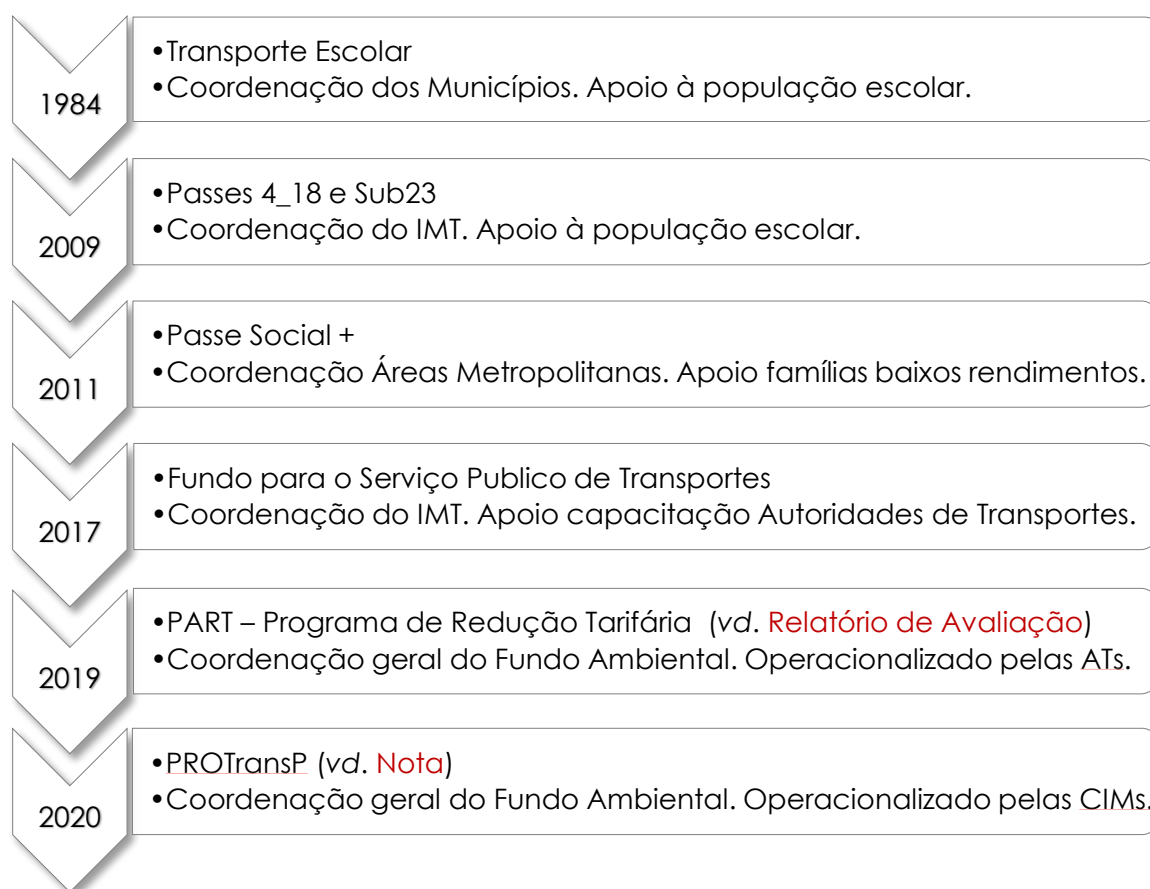 1984
•Transporte Escolar
•Coordenação dos Municípios. Apoio à população escolar.
2009
•Passes 4_18 e Sub23
•Coordenação do IMT. Apoio à população escolar.
2011
•Passe Social +
•Coordenação Áreas Metropolitanas. Apoio famílias baixos rendimentos.
2017
•Fundo para o Serviço Publico de Transportes
•Coordenação do IMT. Apoio capacitação Autoridades de Transportes.
2019
•PART – Programa de Redução Tarifária (vd. Relatório de Avaliação)
•Coordenação geral do Fundo Ambiental. Operacionalizado pelas ATs.
2020
•PROTransP (vd. Nota)
•Coordenação geral do Fundo Ambiental. Operacionalizado pelas CIMs.